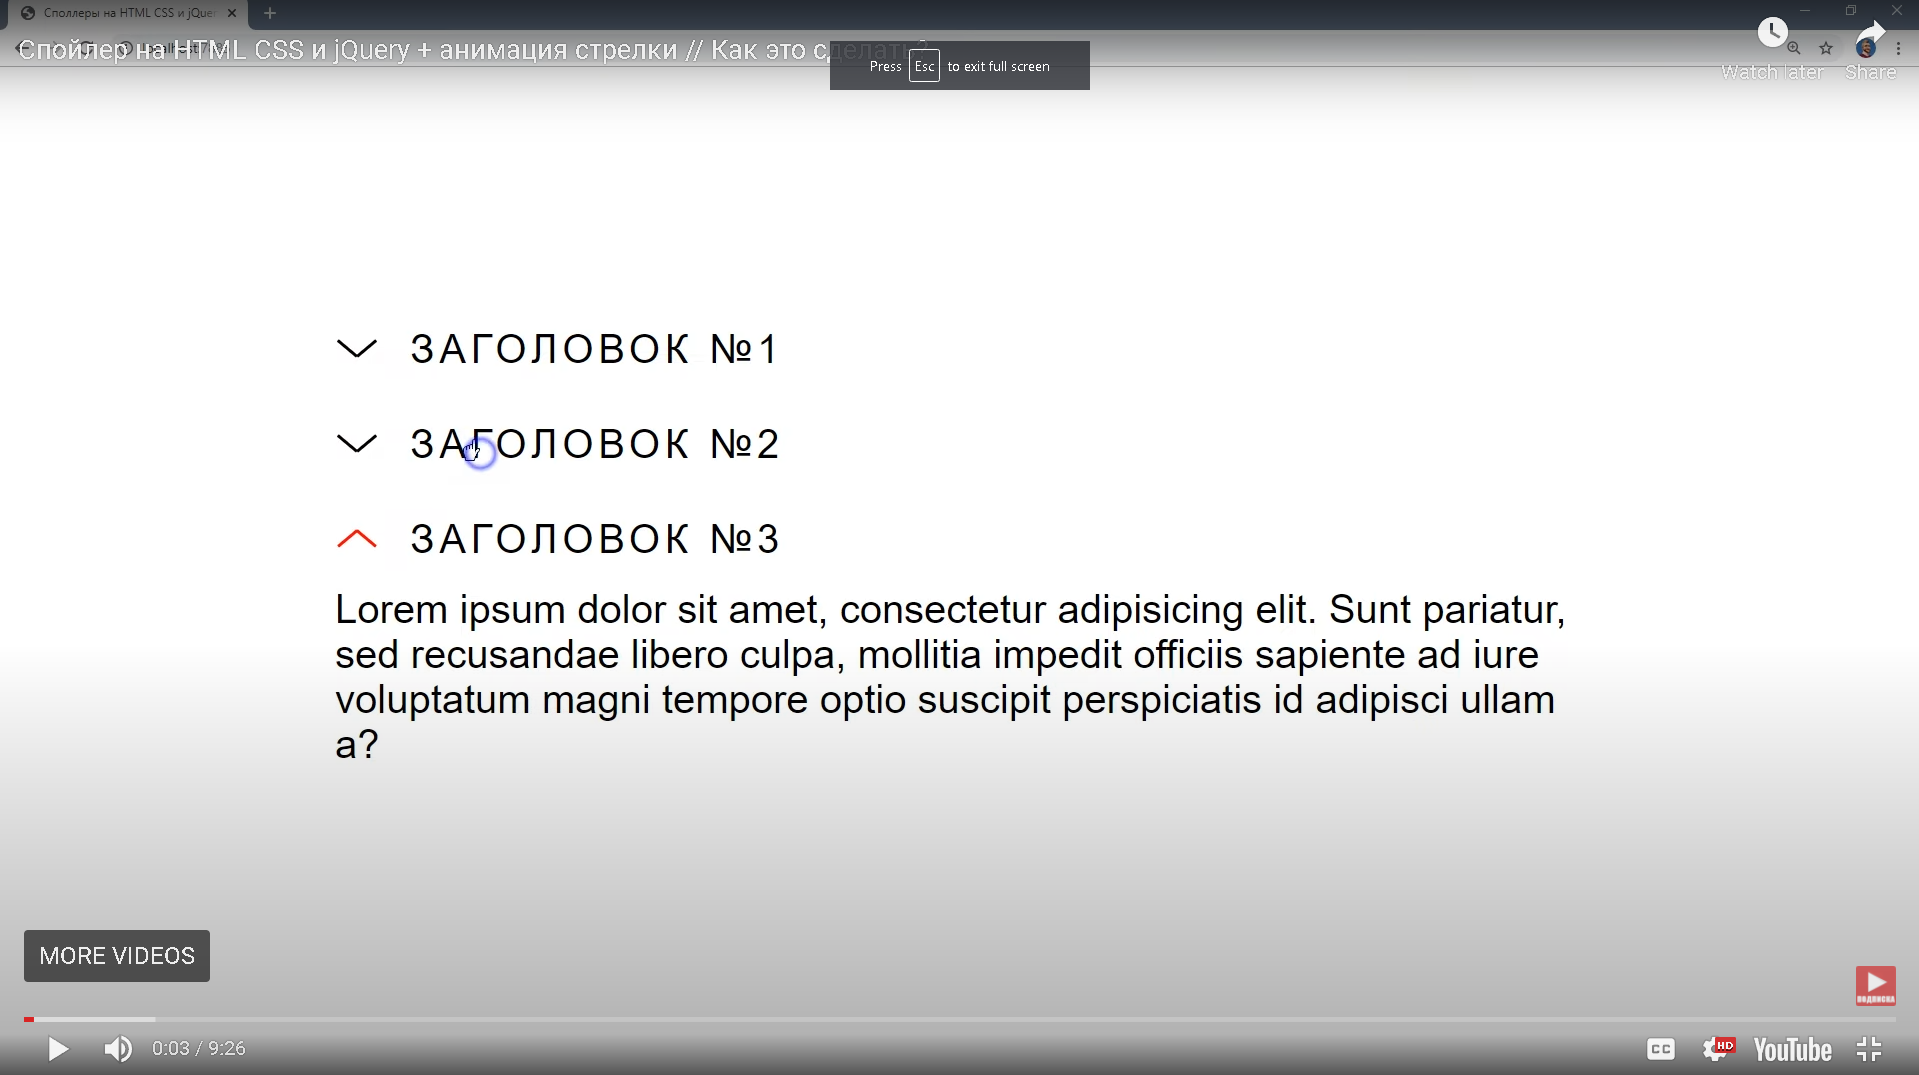 Споллеры на HTML CSS и jQue
Спойлер на HTML CSS и jQuery + анимация стрелки // Как это сделать?
Press Esc to exit full screen
Watch later Share
ЗАГОЛОВОК №1
ЗАГОЛОВОК №2
ЗАГОЛОВОК №3
Lorem ipsum dolor sit amet, consectetur adipisicing elit. Sunt pariatur,
sed recusandae libero culpa, mollitia impedit officiis sapiente ad iure
voluptatum magni tempore optio suscipit perspiciatis id adipisci ullam
a?
MORE VIDEOS
ПОДПИСКА
0:03 / 9:26
CC HD YouTube